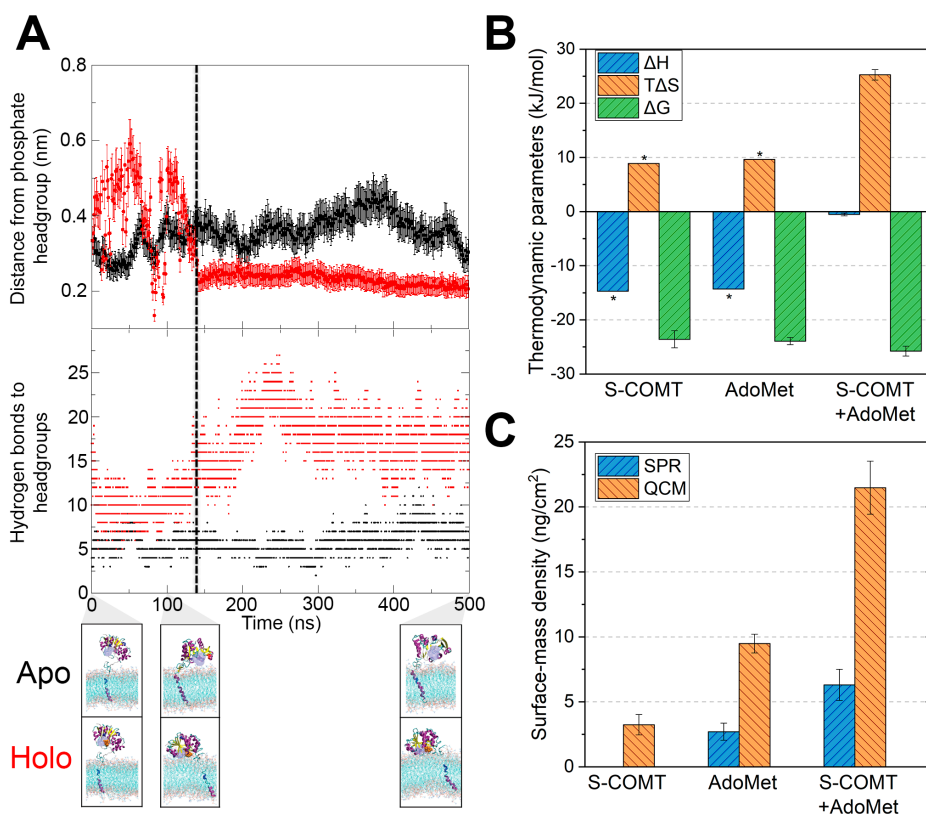 A
Distance from phosphate
headgroup (nm)
0.8
0.6
0.4
0.2
Hydrogen bonds to
headgroups
25
20
15
10
5
0
0
100
200
300
400
500
Time (ns)
Apo
Holo
B
Thermodynamic parameters (kJ/mol)
30
20
10
0
-10
-20
-30
ΔH
TΔS
ΔG
*
*
*
*
S-COMT
AdoMet
S-COMT
+AdoMet
C
Surface-mass density (ng/cm²)
25
20
15
10
5
0
SPR
QCM
S-COMT
AdoMet
S-COMT
+AdoMet